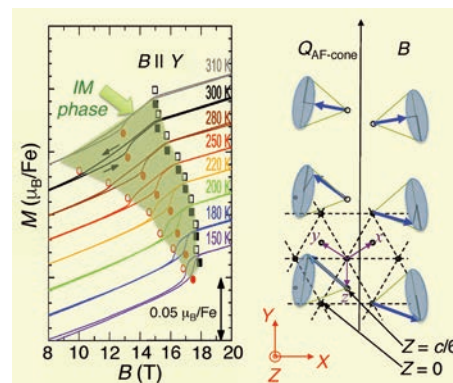 B || Y
IM
phase
310 K
300 K
280 K
250 K
220 K
200 K
180 K
150 K
M (μB/Fe)
0.05 μB/Fe
8 10 12 14 16 18 20
B (T)
QAF-cone
B
y
x
z
Y
X
Z
Z = c/6
Z = 0